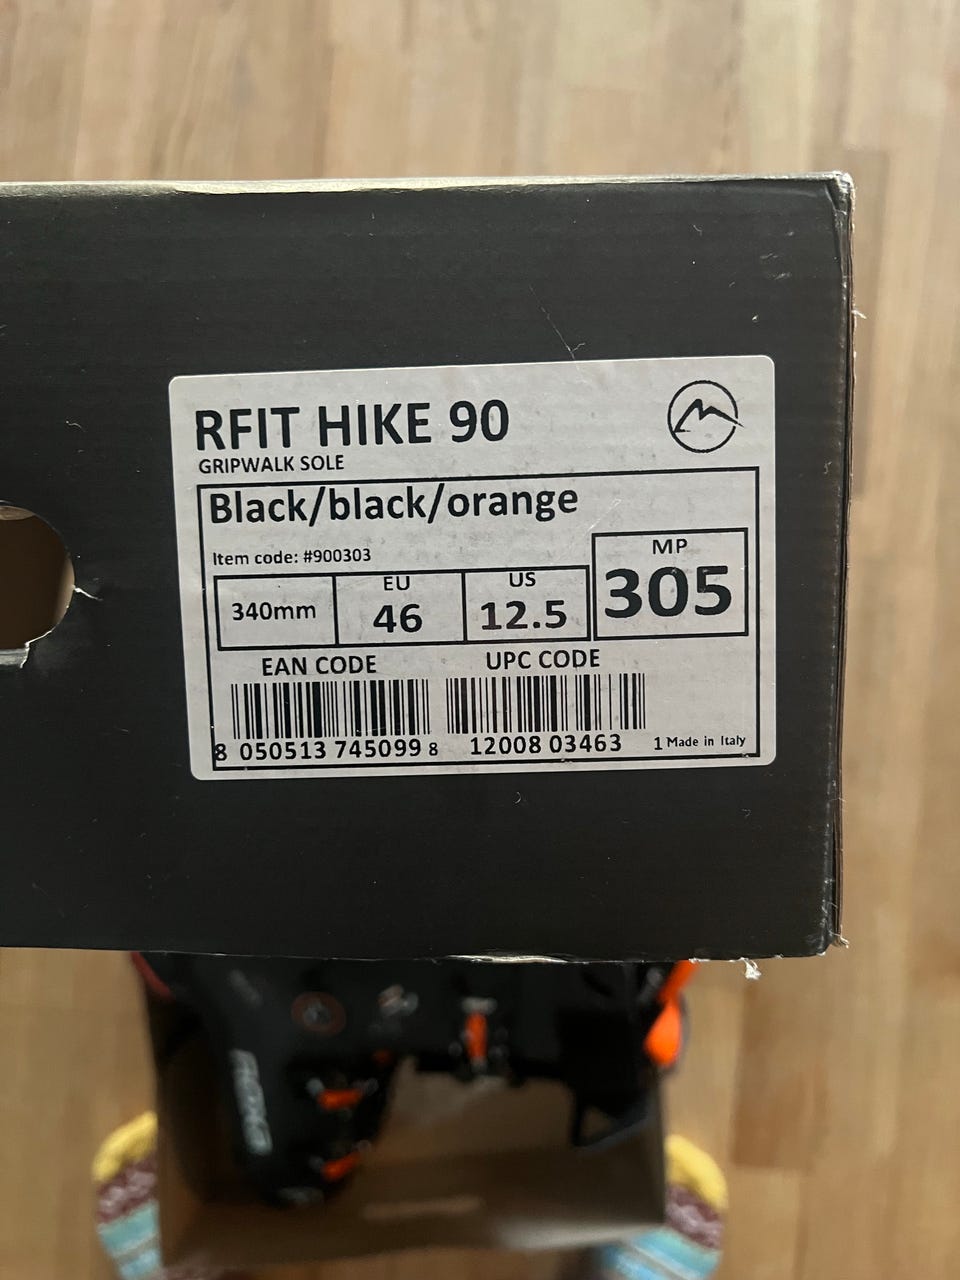 RFIT HIKE 90
GRIPWALK SOLE
Black/black/orange
Item code: #900303
340mm
EU
46
US
12.5
MP
305
EAN CODE
UPC CODE
8 050513 745099
8 12008 03463 1
Made in Italy
ROXA